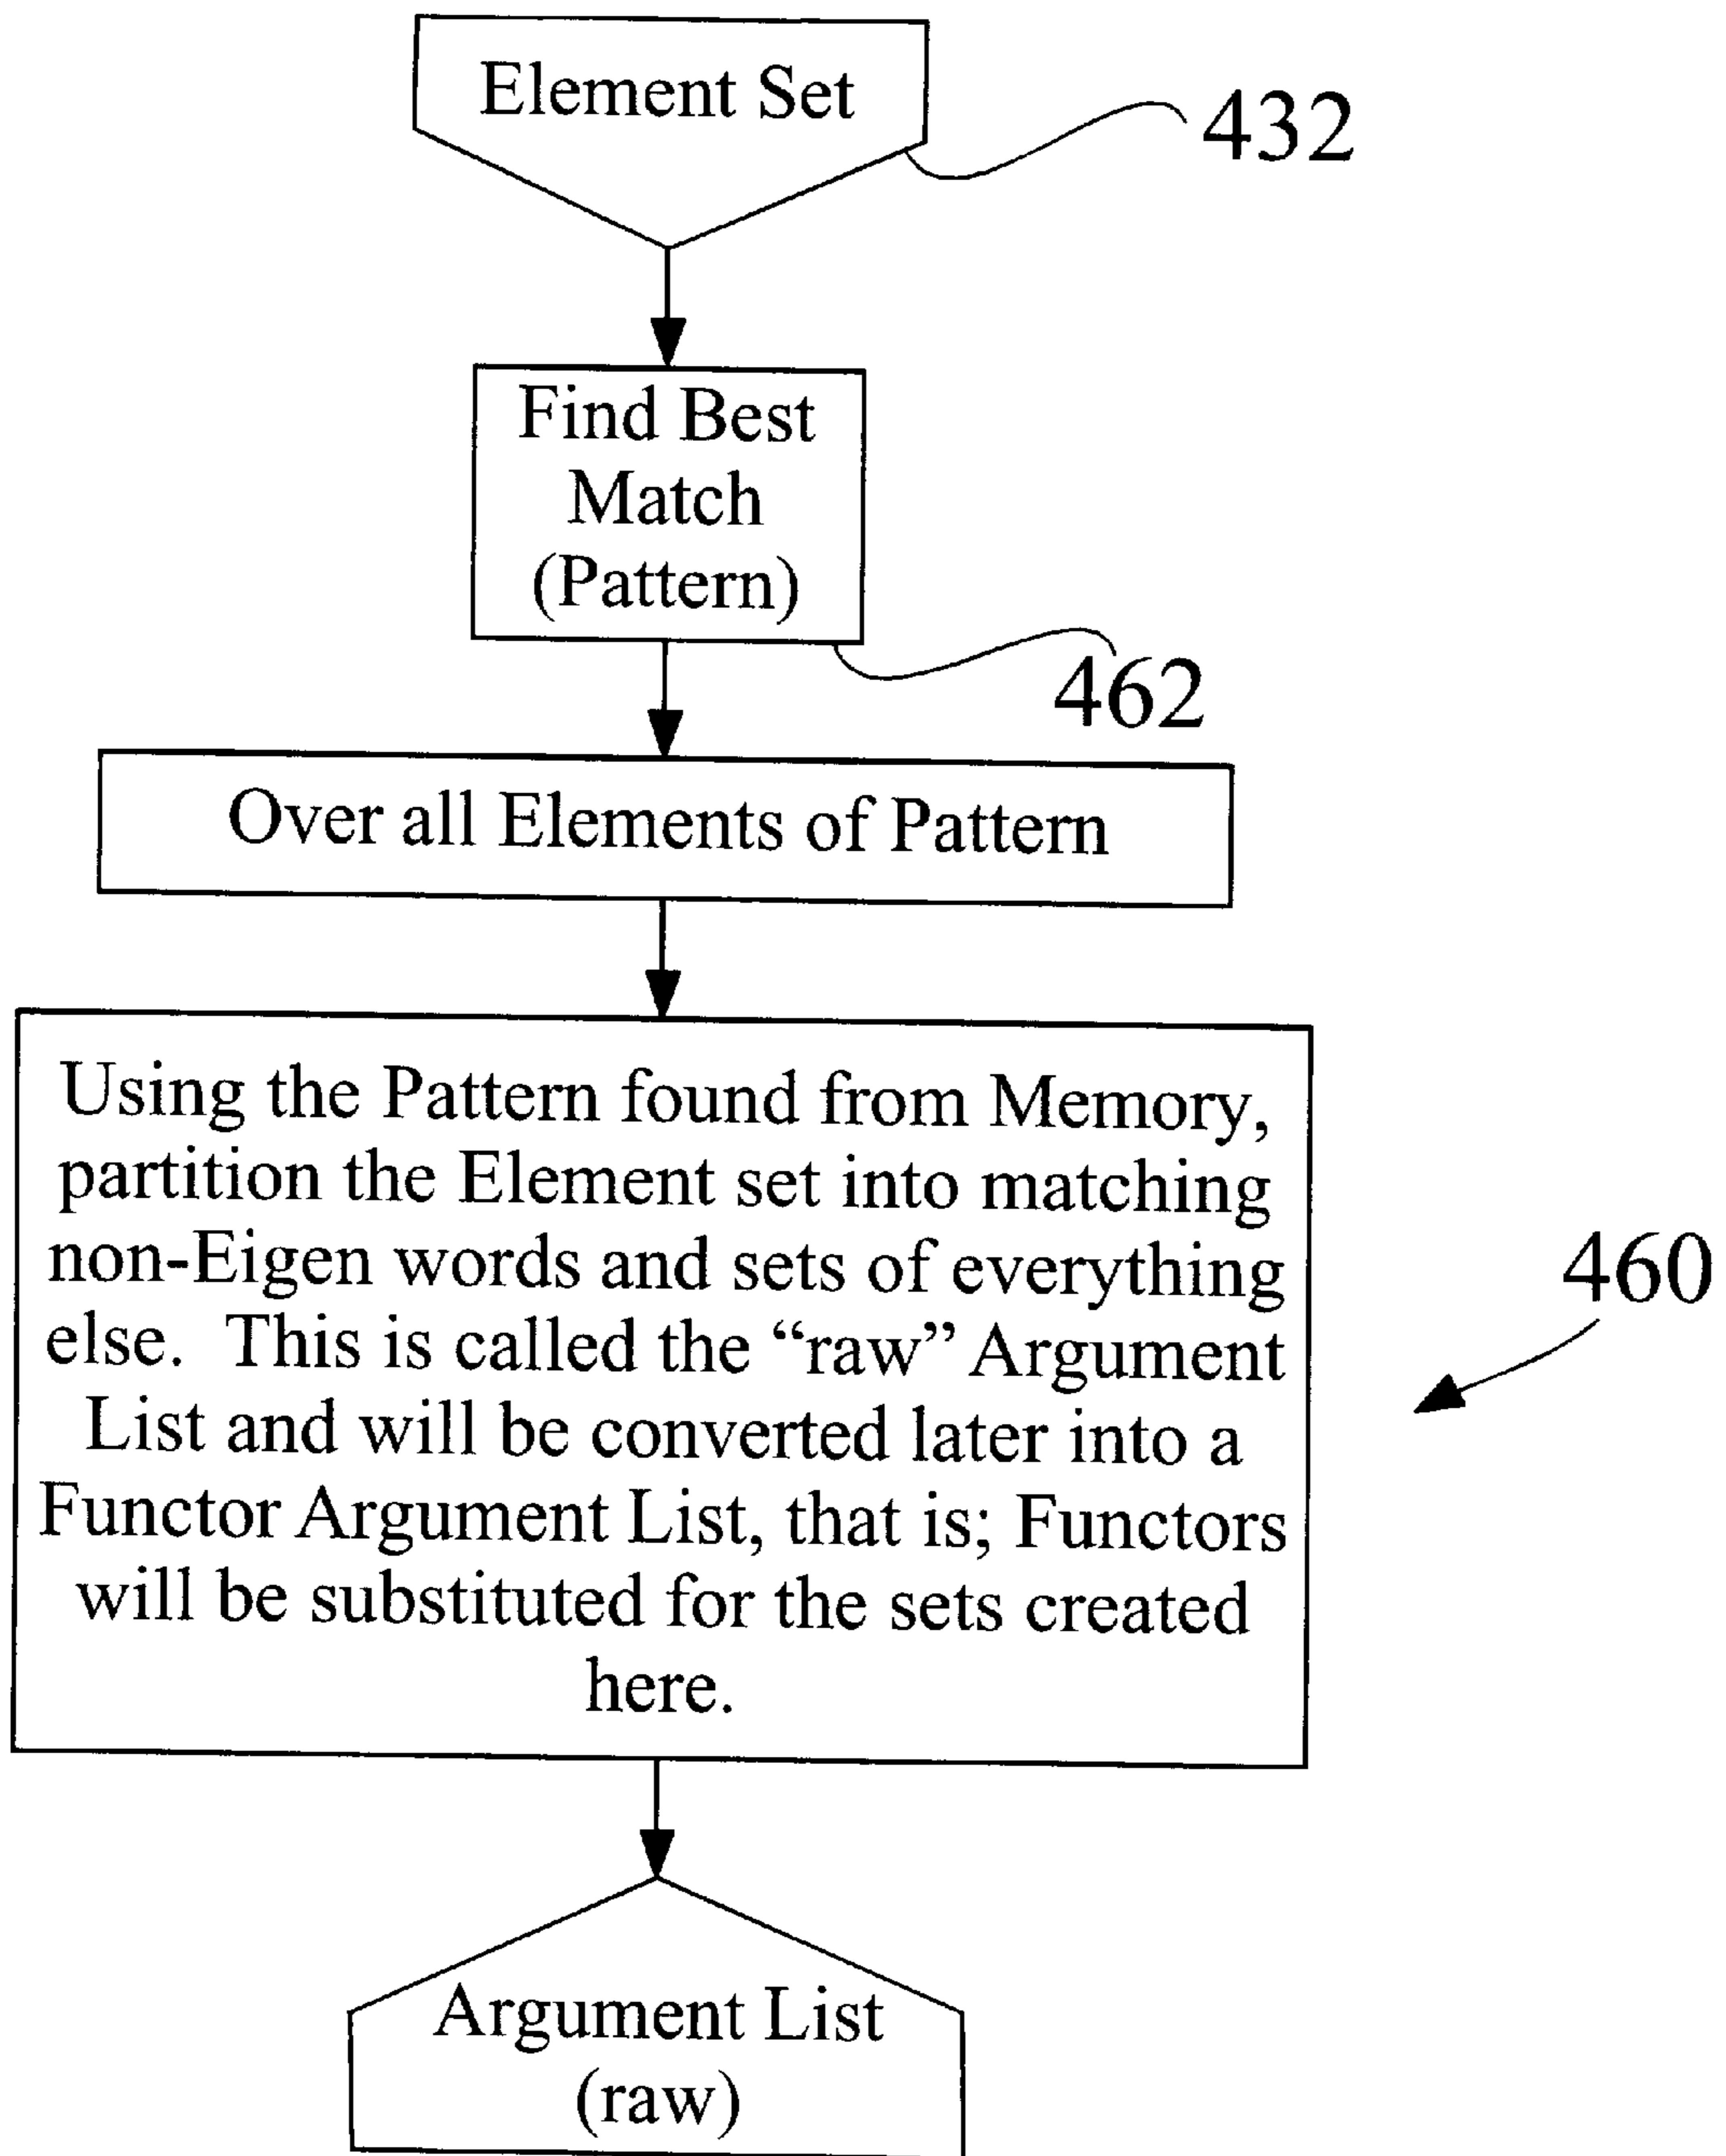 Element Set
432
Find Best
Match
(Pattern)
462
Over all Elements of Pattern
Using the Pattern found from Memory,
partition the Element set into matching
non-Eigen words and sets of everything
else.  This is called the “raw” Argument
List and will be converted later into a
Functor Argument List, that is; Functors
will be substituted for the sets created
here.
460
Argument List
(raw)